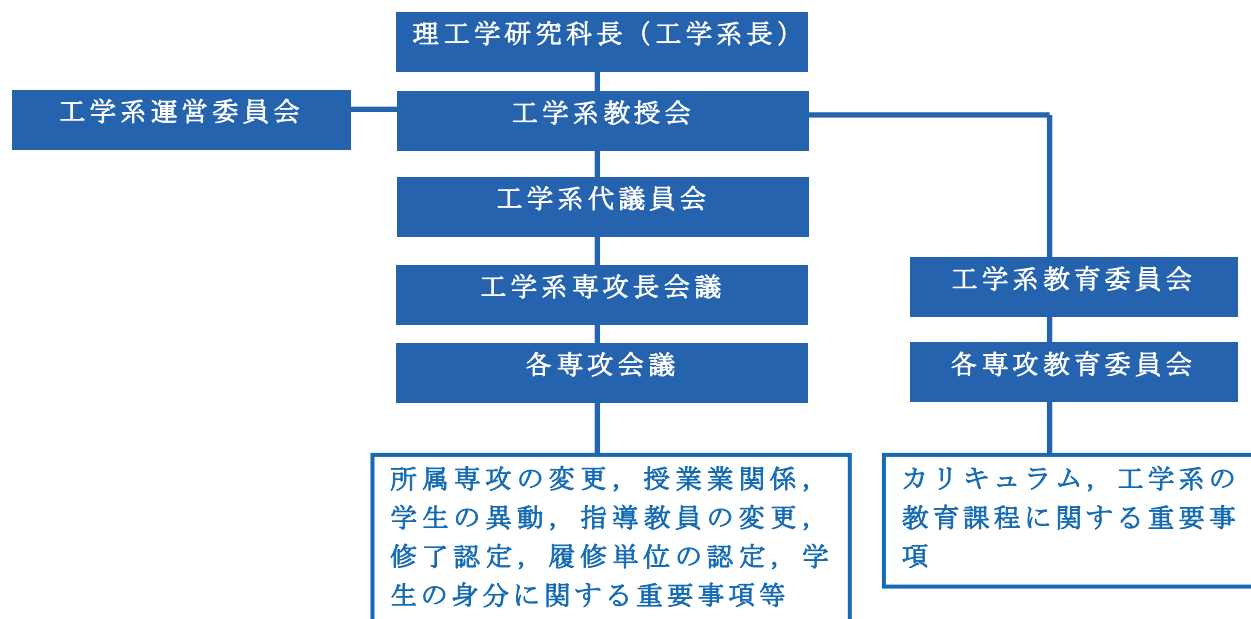 理工学研究科長（工学系長）
工学系運営委員会
工学系教授会
工学系代議員会
工学系専攻長会議
工学系教育委員会
各専攻会議
各専攻教育委員会
所属専攻の変更，授業業関係，
学生の異動，指導教員の変更，
修了認定，履修単位の認定，学
生の身分に関する重要事項等
カリキュラム，工学系の
教育課程に関する重要事
項